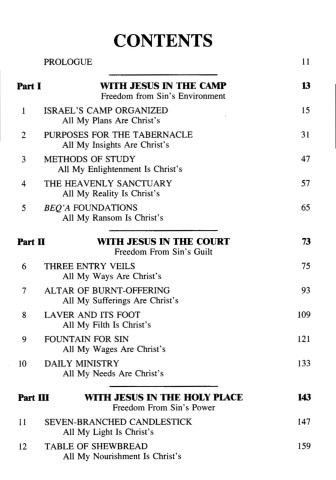 CONTENTS
PROLOGUE 11
Part I WITH JESUS IN THE CAMP 13
Freedom from Sin's Environment
1 ISRAEL'S CAMP ORGANIZED 15
All My Plans Are Christ's
2 PURPOSES FOR THE TABERNACLE 31
All My Insights Are Christ's
3 METHODS OF STUDY 47
All My Enlightenment Is Christ's
4 THE HEAVENLY SANCTUARY 57
All My Reality Is Christ's
5 BEQ'A FOUNDATIONS 65
All My Ransom Is Christ's
Part II WITH JESUS IN THE COURT 73
Freedom From Sin's Guilt
6 THREE ENTRY VEILS 75
All My Ways Are Christ's
7 ALTAR OF BURNT-OFFERING 93
All My Sufferings Are Christ's
8 LAVER AND ITS FOOT 109
All My Filth Is Christ's
9 FOUNTAIN FOR SIN 121
All My Wages Are Christ's
10 DAILY MINISTRY 133
All My Needs Are Christ's
Part III WITH JESUS IN THE HOLY PLACE 143
Freedom From Sin's Power
11 SEVEN-BRANCHED CANDLESTICK 147
All My Light Is Christ's
12 TABLE OF SHEWBREAD 159
All My Nourishment Is Christ's